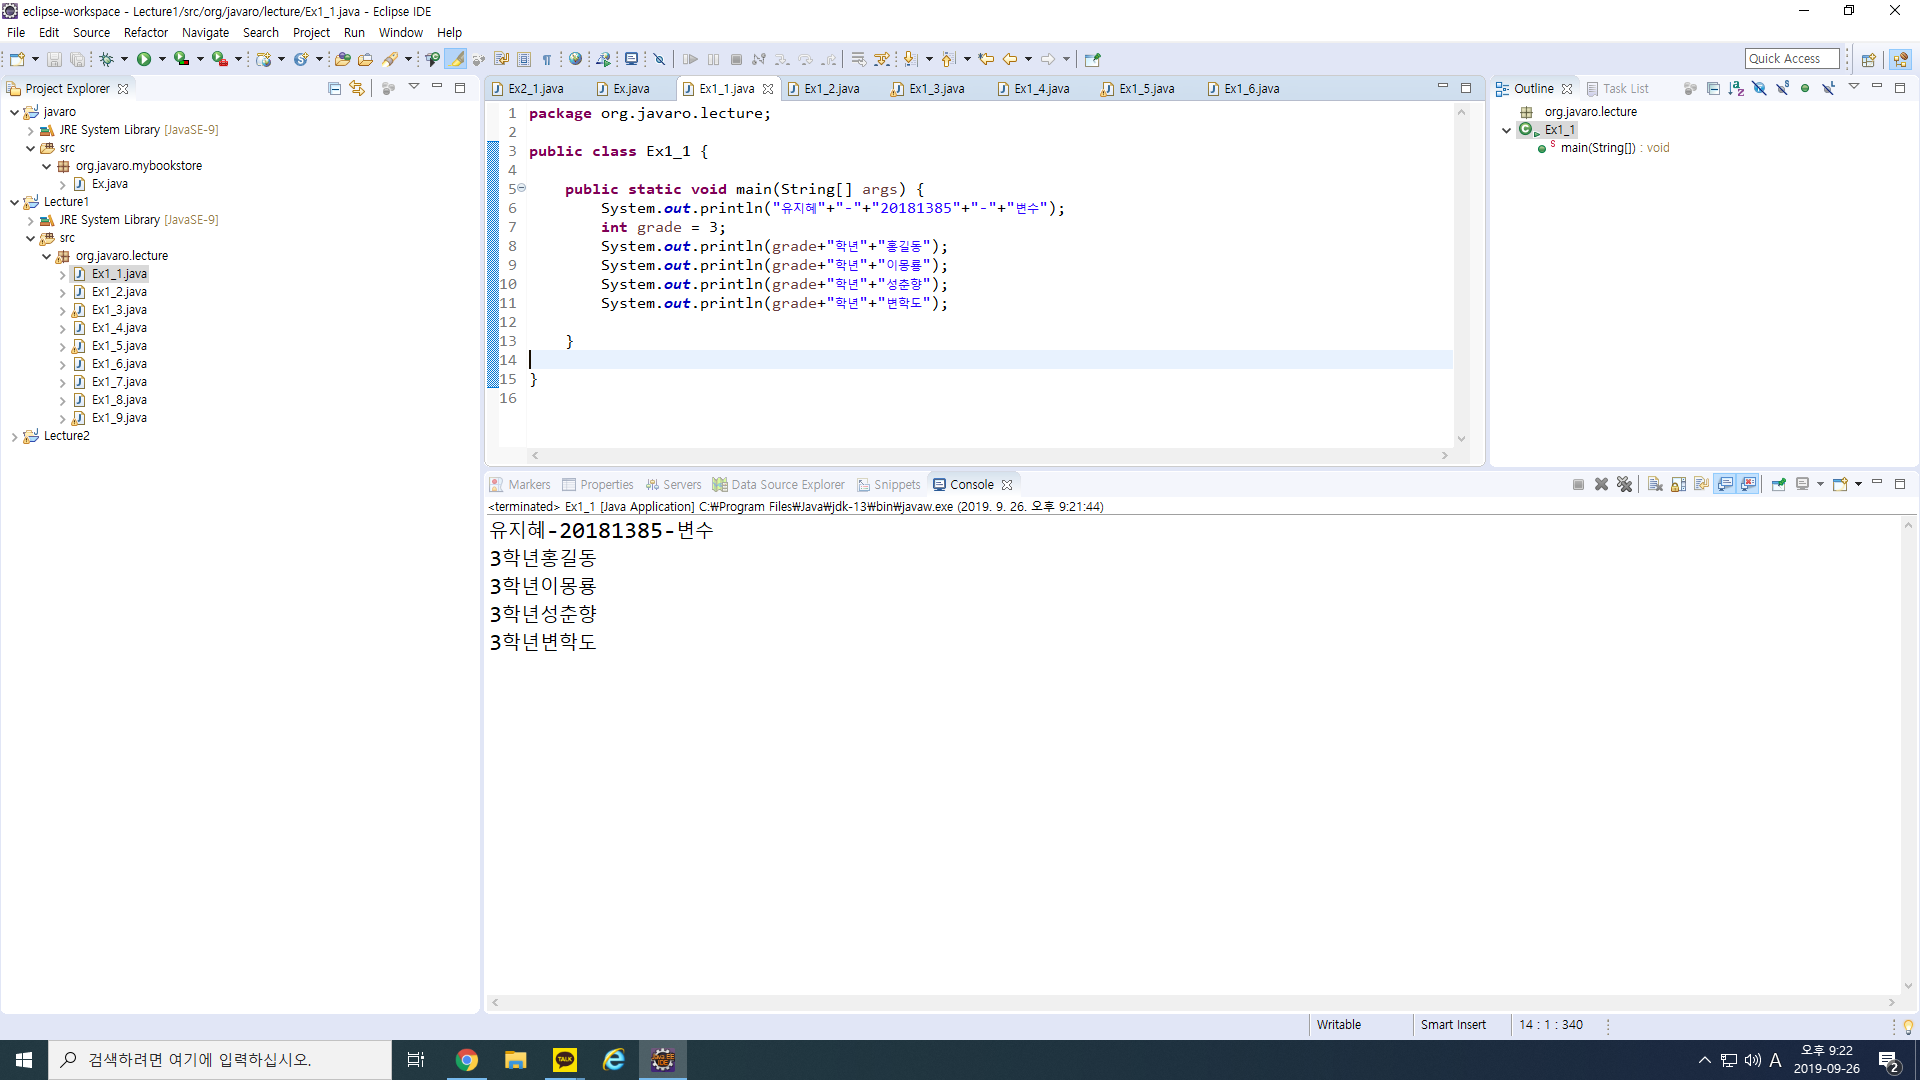 eclipse-workspace - Lecture1/src/org/javaro/lecture/Ex1_1.java - Eclipse IDE
File Edit Source Refactor Navigate Search Project Run Window Help
Quick Access
Project Explorer
javaro
JRE System Library [JavaSE-9]
src
org.javaro.mybookstore
Ex.java
Lecture1
JRE System Library [JavaSE-9]
src
org.javaro.lecture
Ex1_1.java
Ex1_2.java
Ex1_3.java
Ex1_4.java
Ex1_5.java
Ex1_6.java
Ex1_7.java
Ex1_8.java
Ex1_9.java
Lecture2
Ex2_1.java Ex.java Ex1_1.java Ex1_2.java Ex1_3.java Ex1_4.java Ex1_5.java Ex1_6.java
1 package org.javaro.lecture;
2
3 public class Ex1_1 {
4
5 public static void main(String[] args) {
6 System.out.println("유지혜"+"-"+"20181385"+"-"+"변수");
7 int grade = 3;
8 System.out.println(grade+"학년"+"홍길동");
9 System.out.println(grade+"학년"+"이몽룡");
10 System.out.println(grade+"학년"+"성춘향");
11 System.out.println(grade+"학년"+"변학도");
12
13 }
14
15 }
16
Outline Task List
org.javaro.lecture
Ex1_1
main(String[]) : void
Markers Properties Servers Data Source Explorer Snippets Console
<terminated> Ex1_1 [Java Application] C:₩Program Files₩Java₩jdk-13₩bin₩javaw.exe (2019. 9. 26. 오후 9:21:44)
유지혜-20181385-변수
3학년홍길동
3학년이몽룡
3학년성춘향
3학년변학도
Writable Smart Insert 14 : 1 : 340
검색하려면 여기에 입력하십시오.
TALK
A
오후 9:22
2019-09-26
2